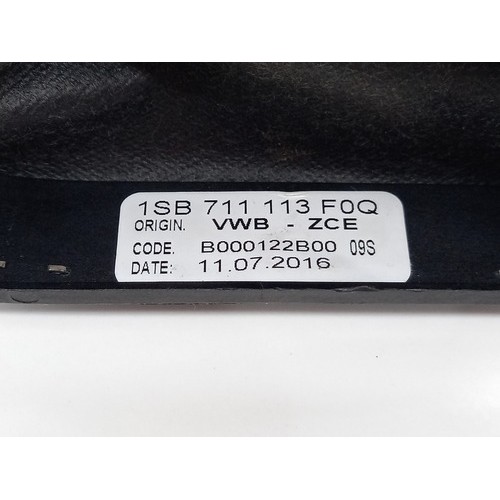 1SB 711 113 F0Q
ORIGIN. VWB - ZCE
CODE. B000122B00 09S
DATE: 11.07.2016